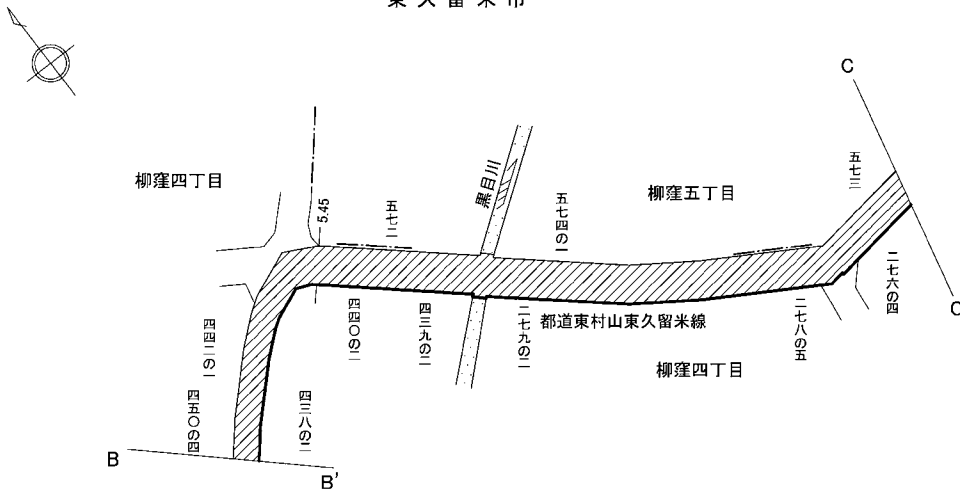 東久留米市
C
柳窪四丁目
5.45
五七二
黒目川
五七四の一
柳窪五丁目
五七三
二七六の四
C'
四四二の一
四四〇の二
四三九の二
二七九の二
都道東村山東久留米線
二七八の五
柳窪四丁目
四五〇の四
四三八の二
B
B'